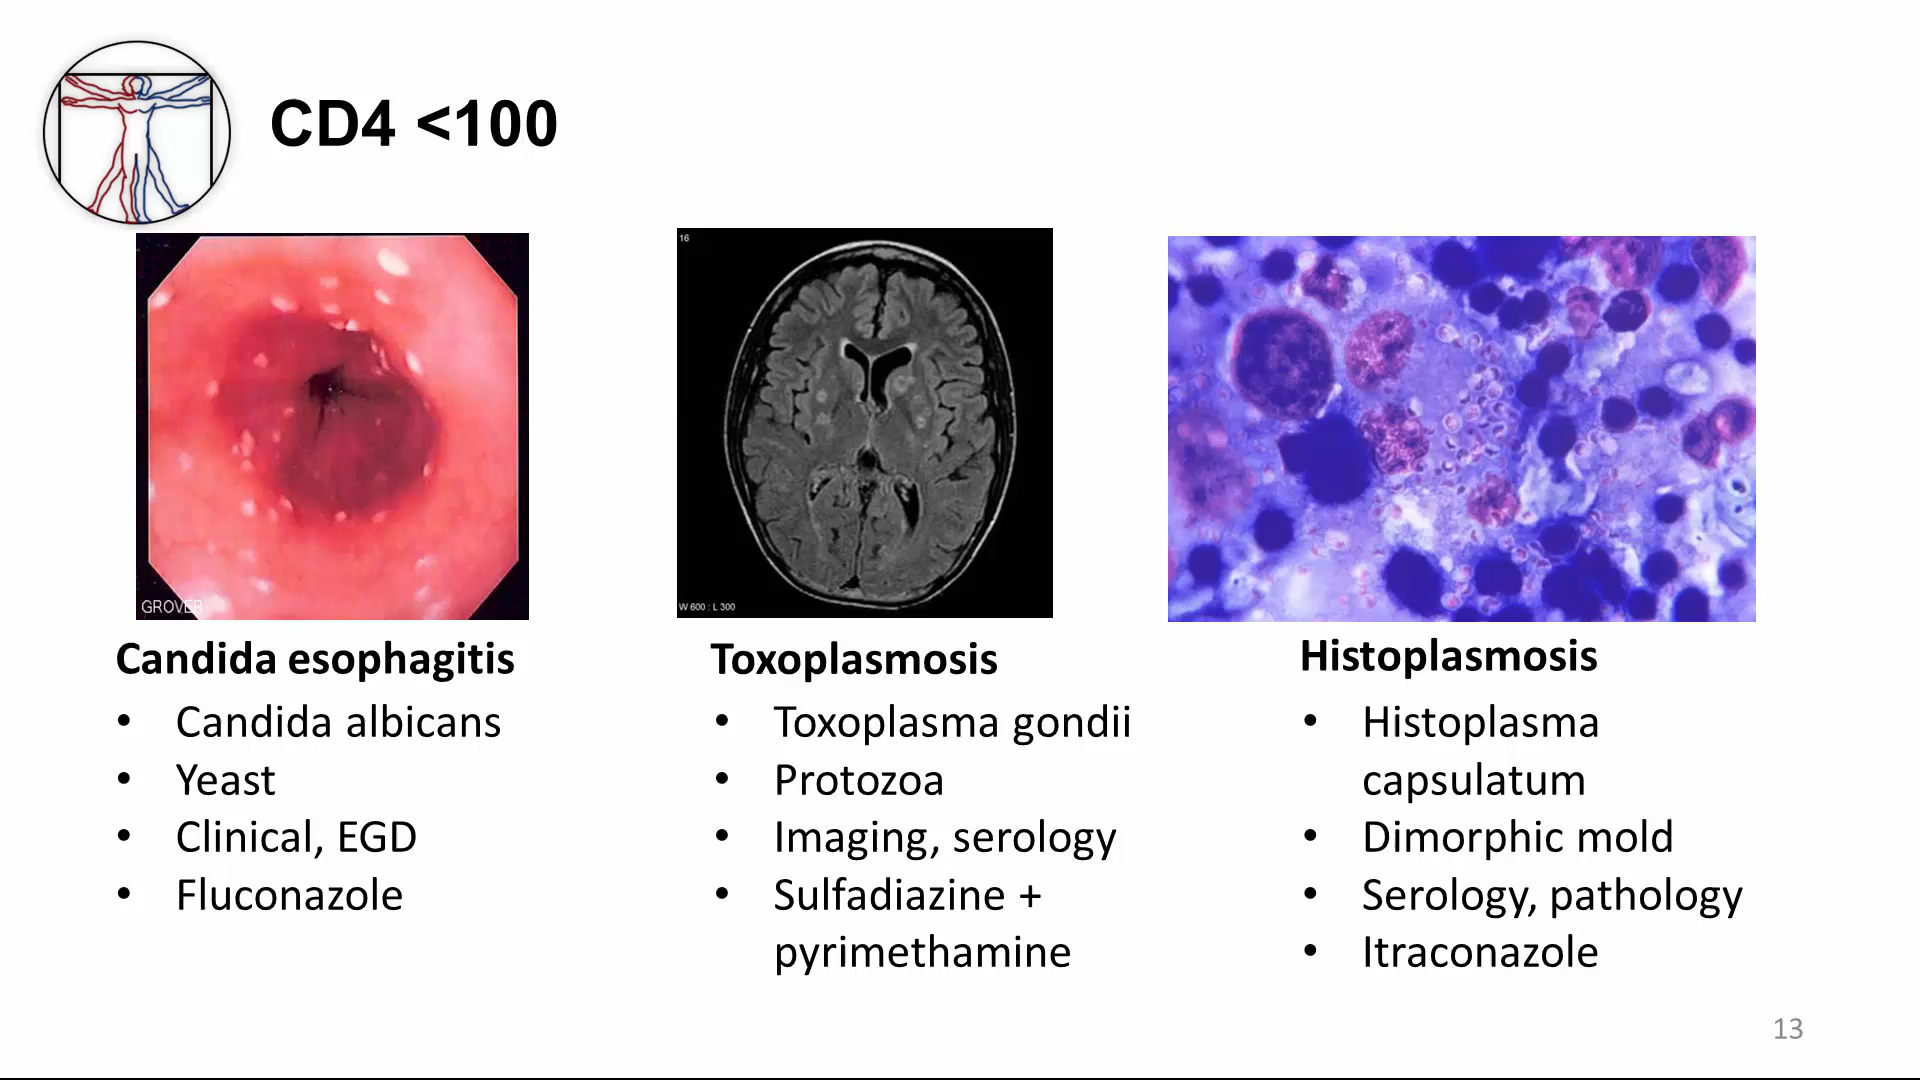 CD4 <100
GROVER
16
W 600 : L 300
Candida esophagitis
• Candida albicans
• Yeast
• Clinical, EGD
• Fluconazole
Toxoplasmosis
• Toxoplasma gondii
• Protozoa
• Imaging, serology
• Sulfadiazine +
pyrimethamine
Histoplasmosis
• Histoplasma
capsulatum
• Dimorphic mold
• Serology, pathology
• Itraconazole
13